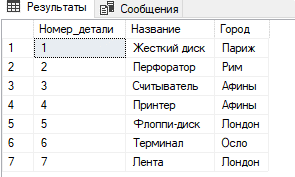 Результаты Сообщения
Номер_детали Название Город
1 1 Жесткий диск Париж
2 2 Перфоратор Рим
3 3 Считыватель Афины
4 4 Принтер Афины
5 5 Флоппи-диск Лондон
6 6 Терминал Осло
7 7 Лента Лондон